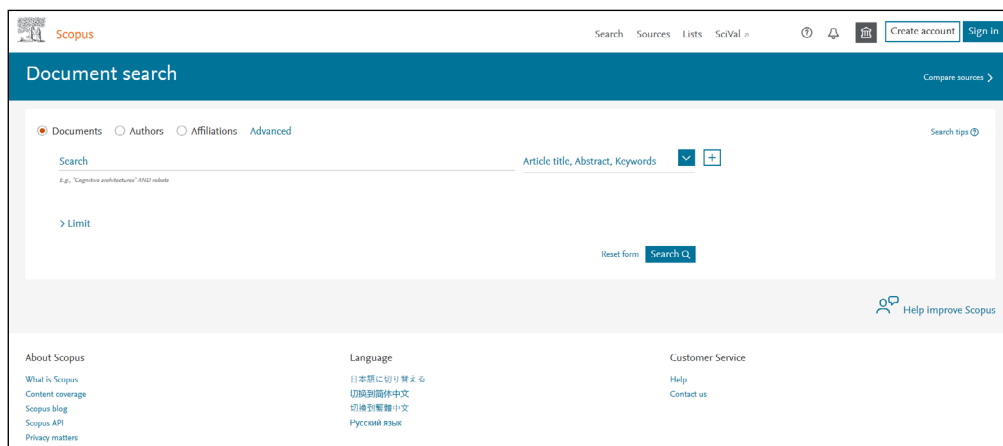 Scopus
Search Sources Lists SciVal
Create account Sign in
Document search
Compare sources
Documents Authors Affiliations Advanced
Search tips
Search
Article title, Abstract, Keywords
E.g., "Cognitive architectures" AND robots
Limit
Reset form Search
Help improve Scopus
About Scopus
What is Scopus
Content coverage
Scopus blog
Scopus API
Privacy matters
Language
日本語に切り替える
切换到简体中文
切換到繁體中文
Русский язык
Customer Service
Help
Contact us